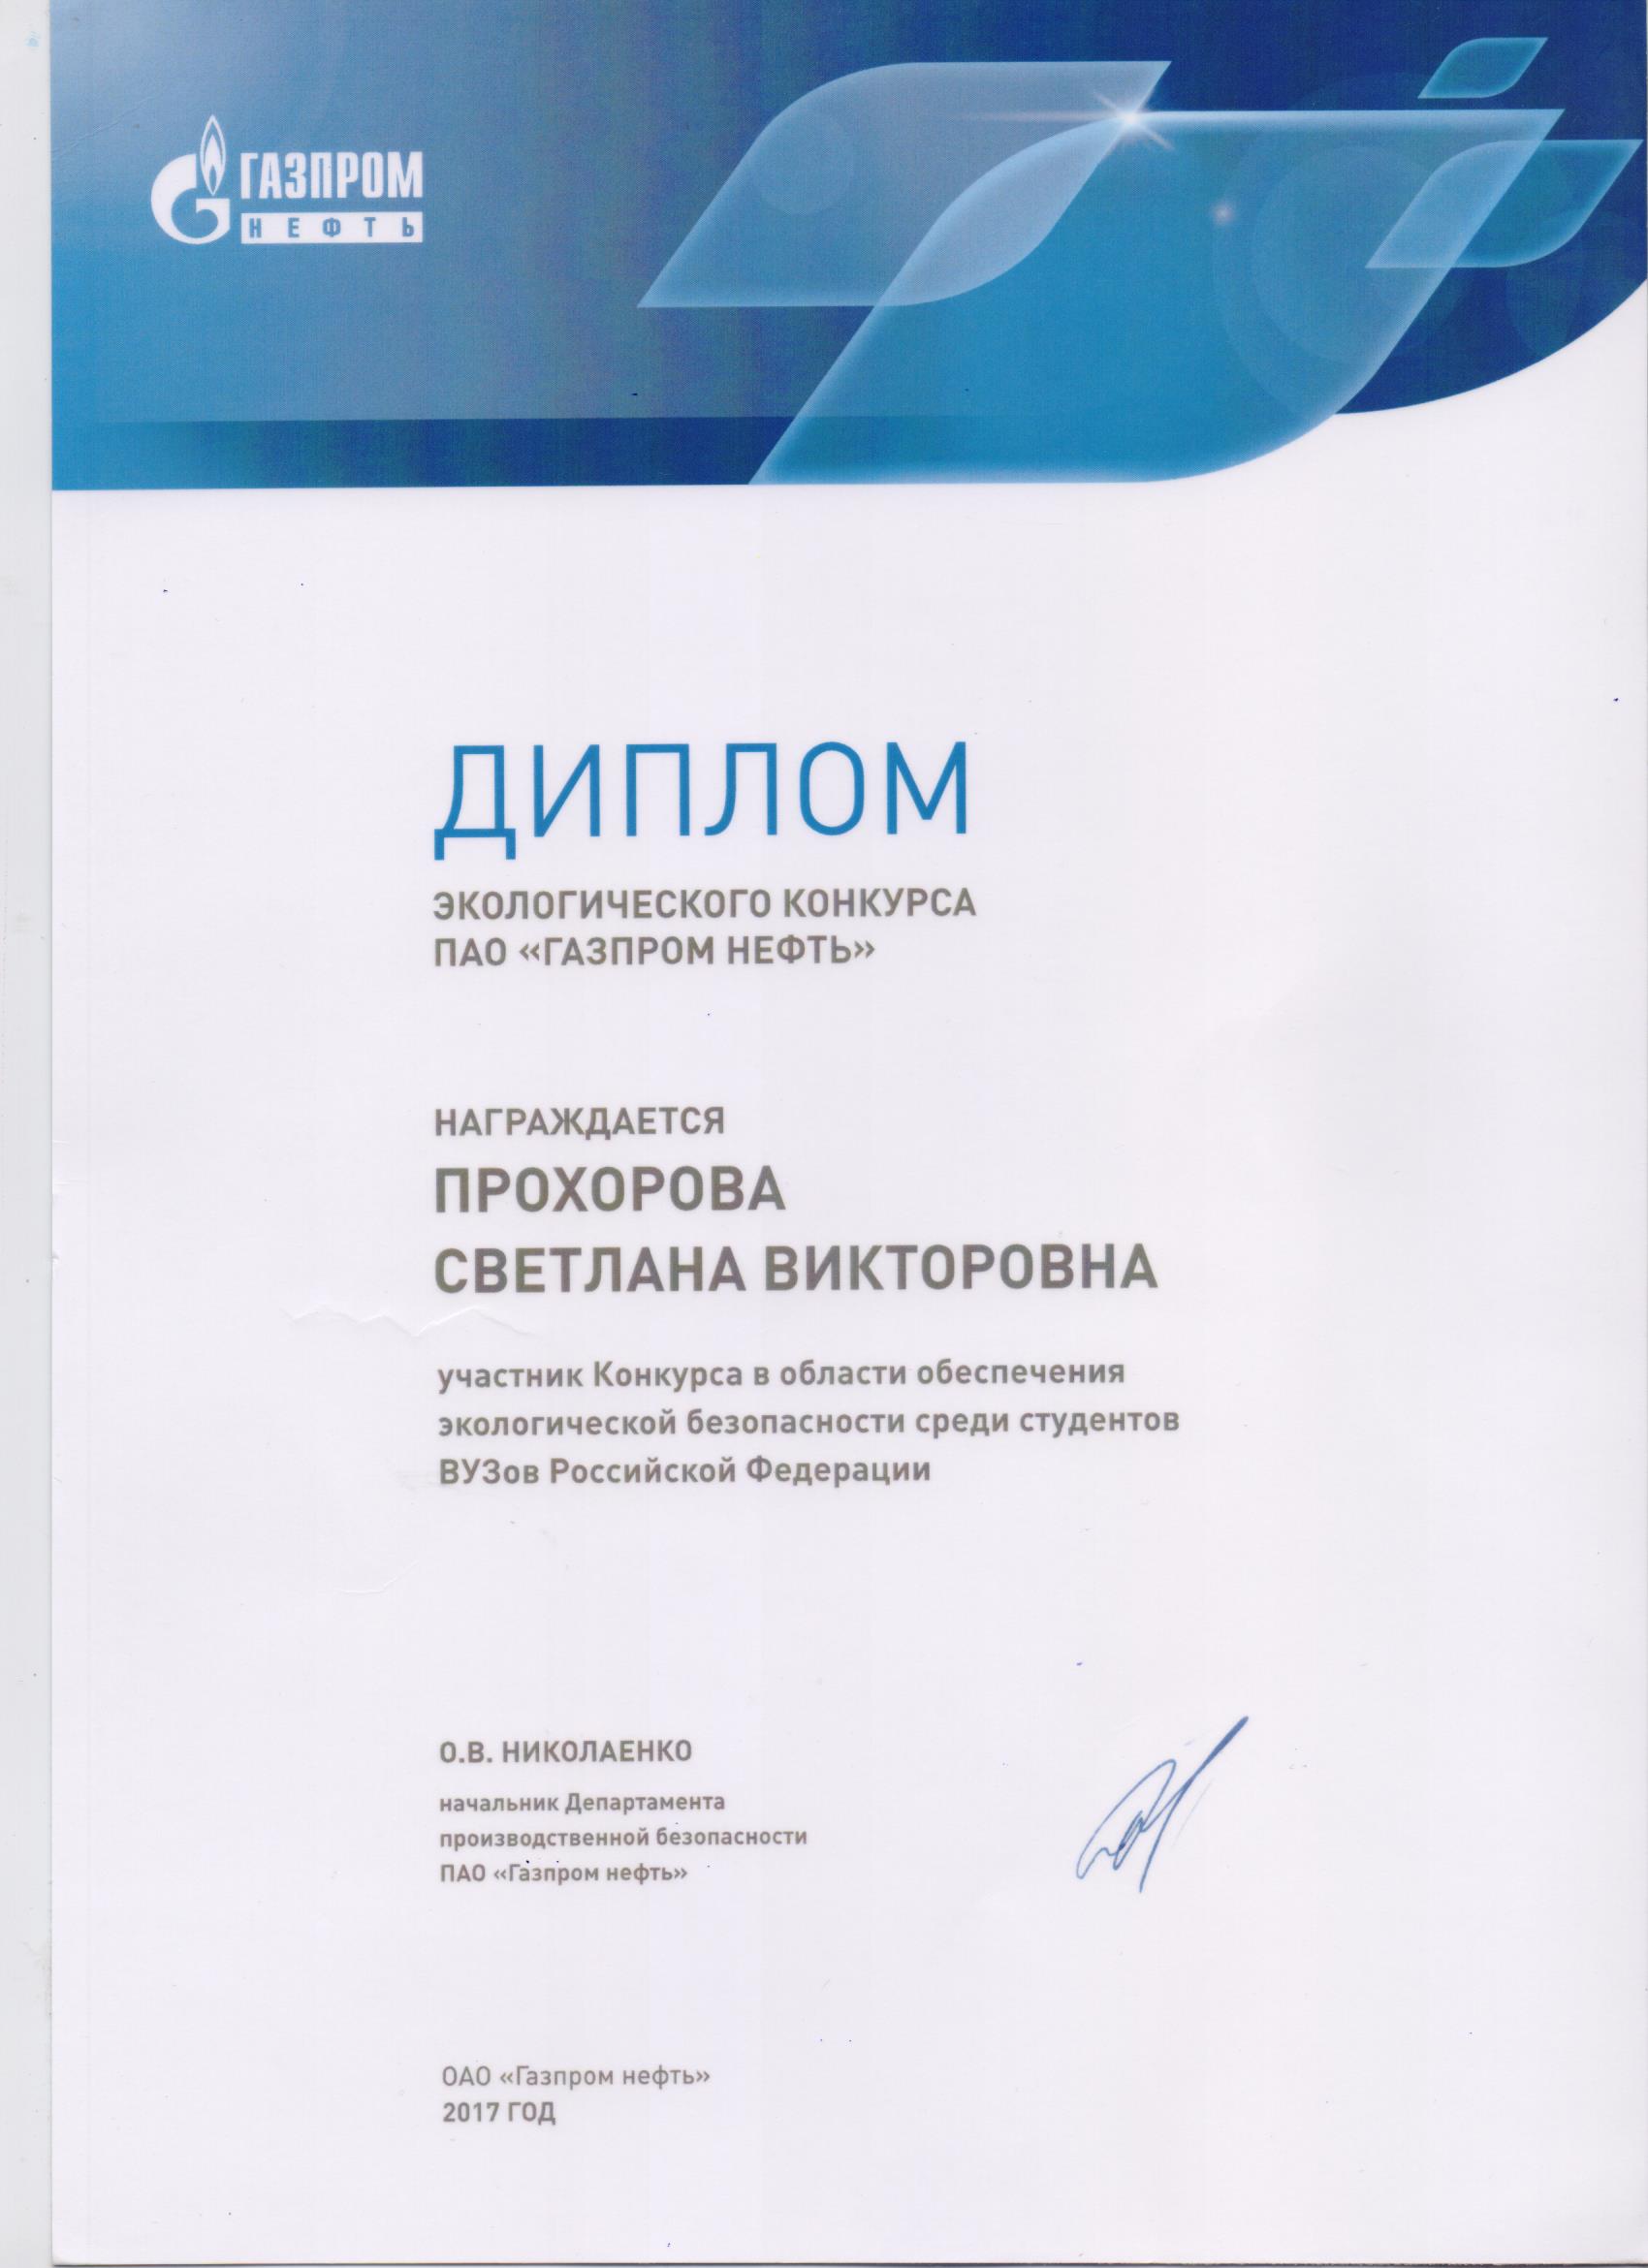 ГАЗПРОМ
НЕФТЬ
ДИПЛОМ
ЭКОЛОГИЧЕСКОГО КОНКУРСА
ПАО «ГАЗПРОМ НЕФТЬ»
НАГРАЖДАЕТСЯ
ПРОХОРОВА
СВЕТЛАНА ВИКТОРОВНА
участник Конкурса в области обеспечения
экологической безопасности среди студентов
ВУЗов Российской Федерации
О.В. НИКОЛАЕНКО
начальник Департамента
производственной безопасности
ПАО «Газпром нефть»
ОАО «Газпром нефть»
2017 ГОД